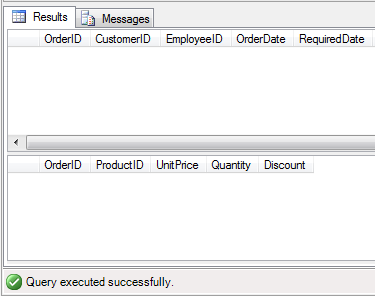 Results Messages
OrderID CustomerID EmployeeID OrderDate RequiredDate
OrderID ProductID UnitPrice Quantity Discount
Query executed successfully.